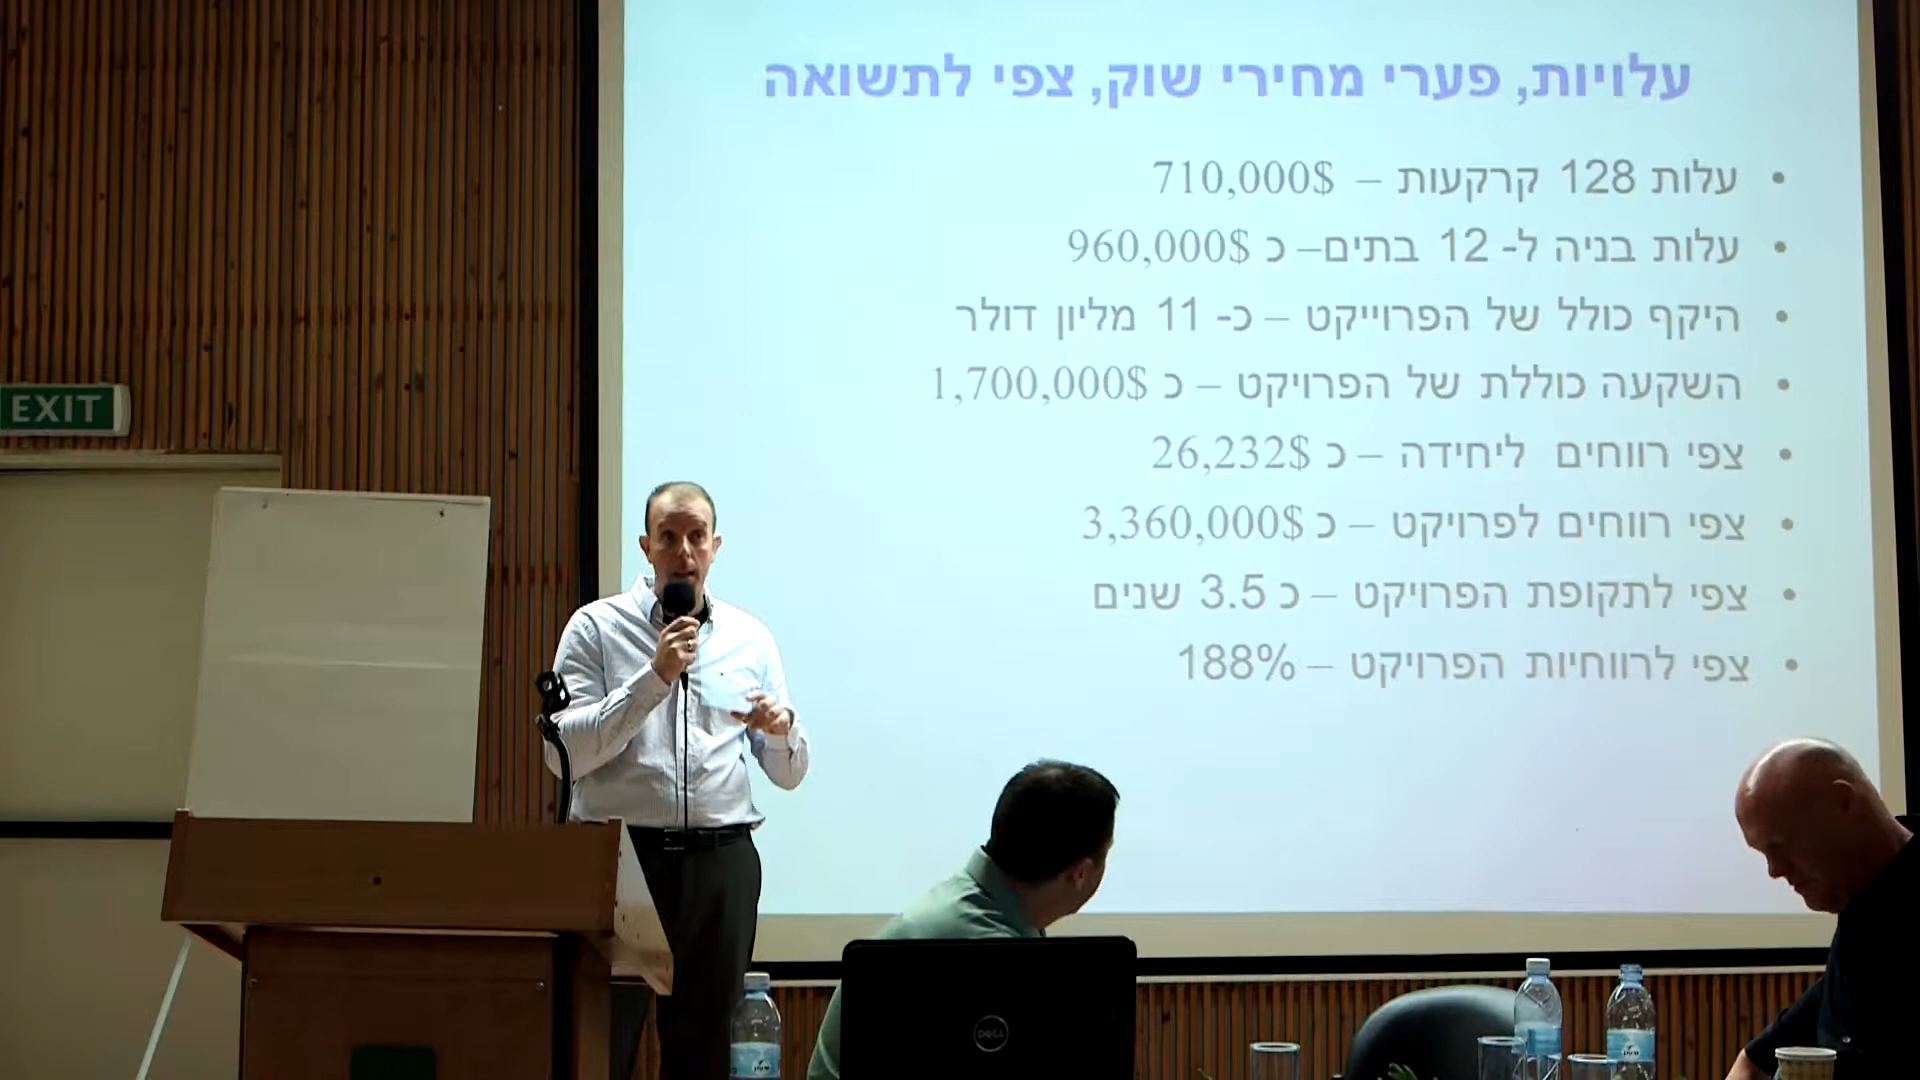 עלויות, פערי מחירי שוק, צפי לתשואה
• עלות 128 קרקעות – 710,000$
• עלות בניה ל- 12 בתים– כ 960,000$
• היקף כולל של הפרוייקט – כ- 11 מליון דולר
• השקעה כוללת של הפרויקט – כ 1,700,000$
• צפי רווחים ליחידה – כ 26,232$
• צפי רווחים לפרויקט – כ 3,360,000$
• צפי לתקופת הפרויקט – כ 3.5 שנים
• צפי לרווחיות הפרויקט – 188%
EXIT
DELL